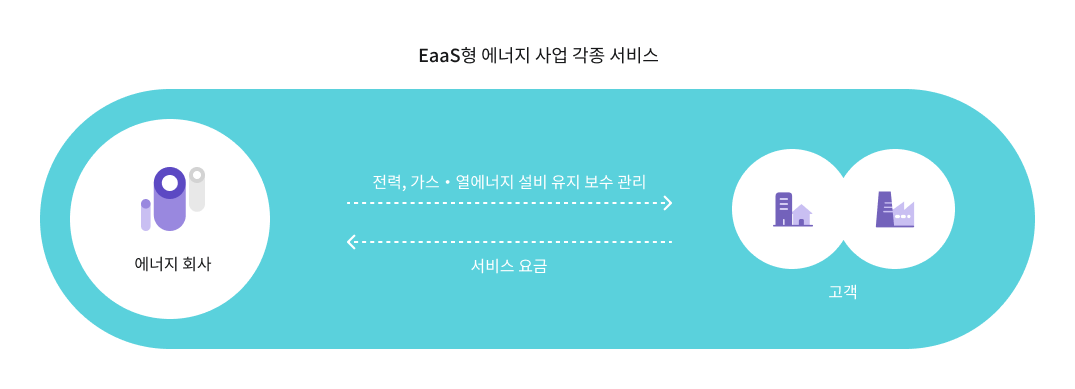 EaaS형 에너지 사업 각종 서비스
전력, 가스・열에너지 설비 유지 보수 관리
에너지 회사
서비스 요금
고객